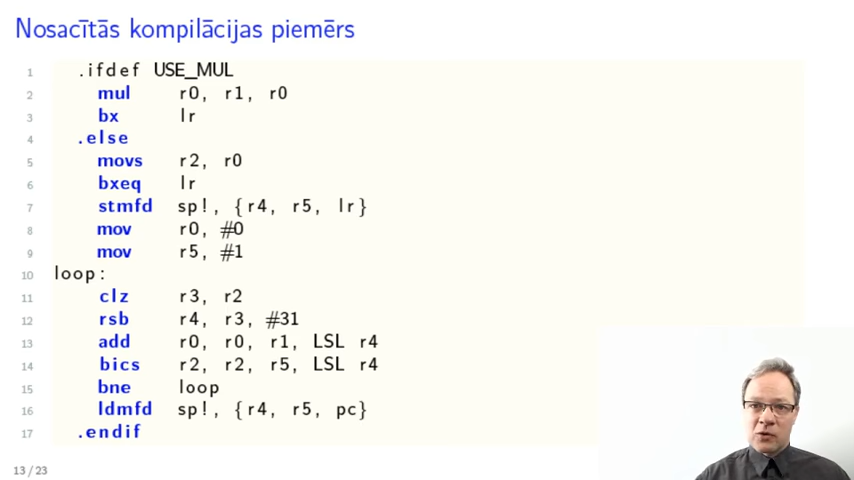 Nosacītās kompilācijas piemērs
1 .ifdef USE_MUL
2 mul r0, r1, r0
3 bx lr
4 .else
5 movs r2, r0
6 bxeq lr
7 stmfd sp!, {r4, r5, lr}
8 mov r0, #0
9 mov r5, #1
10 loop:
11 clz r3, r2
12 rsb r4, r3, #31
13 add r0, r0, r1, LSL r4
14 bics r2, r2, r5, LSL r4
15 bne loop
16 ldmfd sp!, {r4, r5, pc}
17 .endif
13 / 23